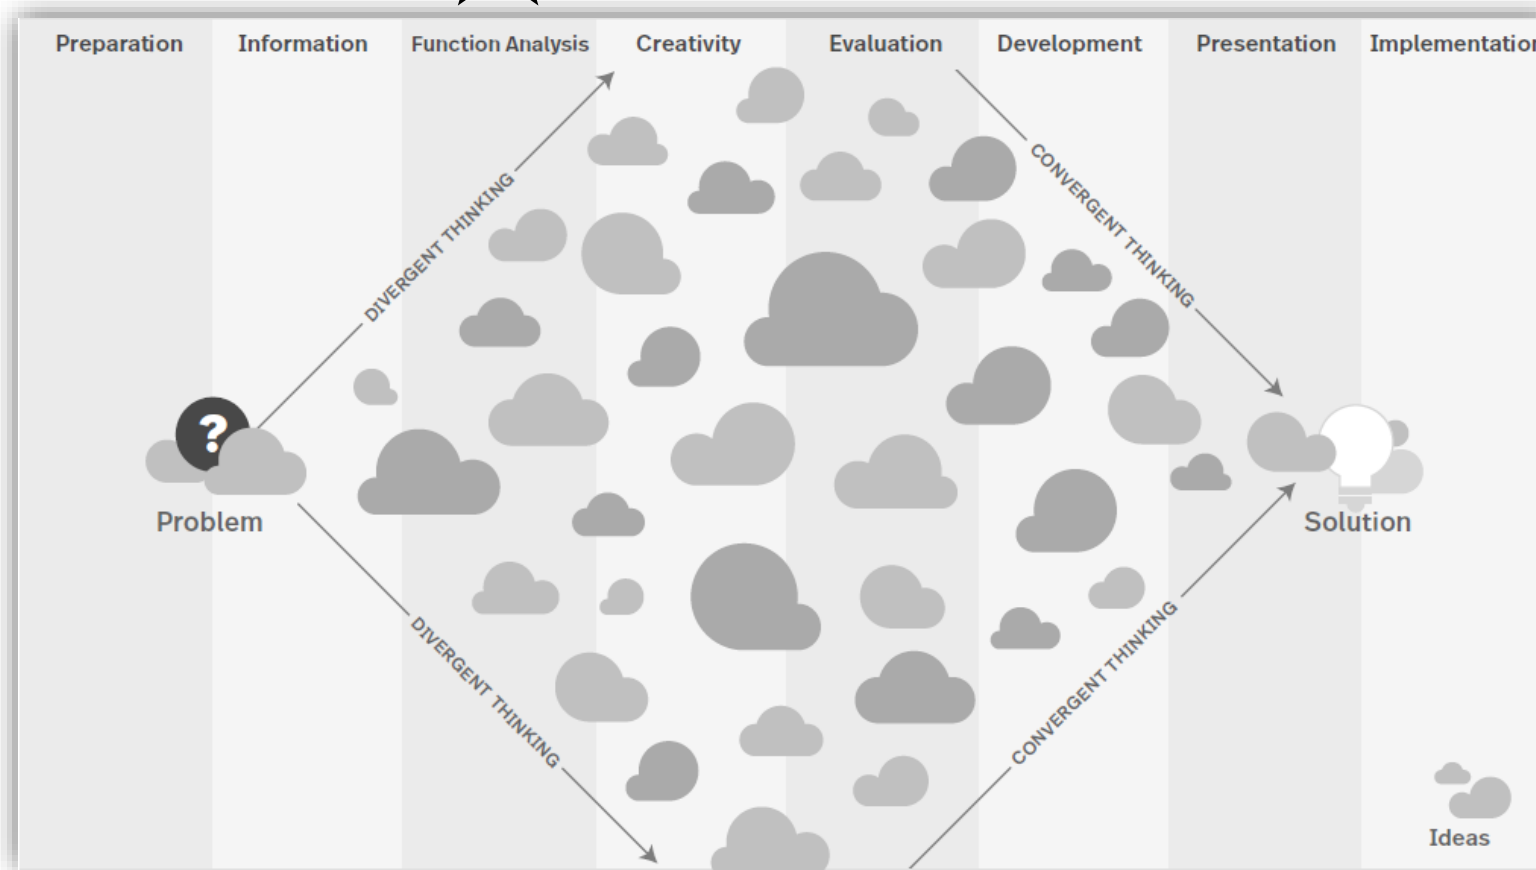 Preparation Information Function Analysis Creativity Evaluation Development Presentation Implementation
DIVERGENT THINKING
CONVERGENT THINKING
?
Problem
Solution
DIVERGENT THINKING
CONVERGENT THINKING
Ideas